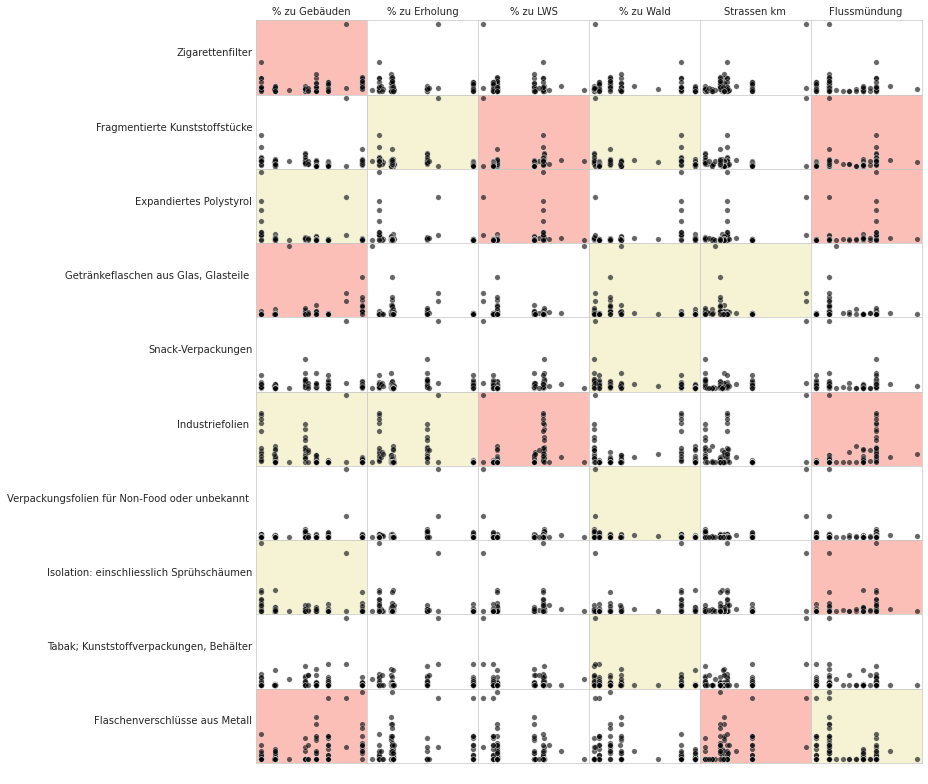 % zu Gebäuden % zu Erholung % zu LWS % zu Wald Strassen km Flussmündung
Zigarettenfilter
Fragmentierte Kunststoffstücke
Expandiertes Polystyrol
Getränkeflaschen aus Glas, Glasteile
Snack-Verpackungen
Industriefolien
Verpackungsfolien für Non-Food oder unbekannt
Isolation: einschliesslich Sprühschäumen
Tabak; Kunststoffverpackungen, Behälter
Flaschenverschlüsse aus Metall